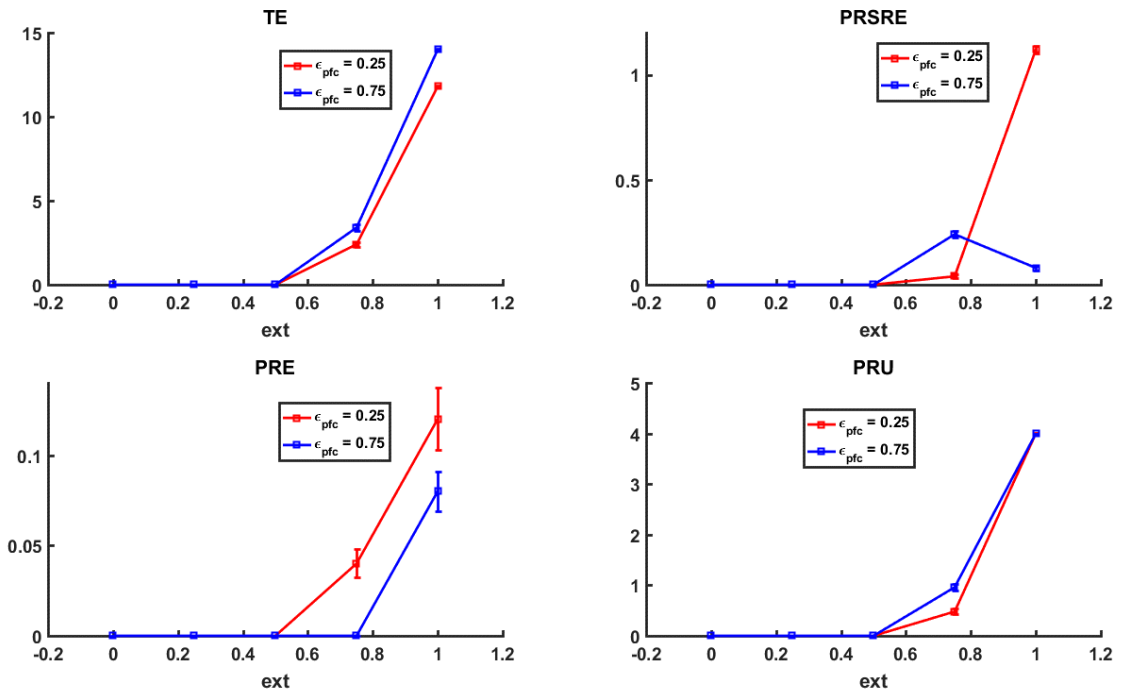 TE
15
10
5
0
ϵpfc = 0.25
ϵpfc = 0.75
-0.2 0 0.2 0.4 0.6 0.8 1 1.2
ext
PRSRE
1
0.5
0
ϵpfc = 0.25
ϵpfc = 0.75
-0.2 0 0.2 0.4 0.6 0.8 1 1.2
ext
PRE
0.1
0.05
0
ϵpfc = 0.25
ϵpfc = 0.75
-0.2 0 0.2 0.4 0.6 0.8 1 1.2
ext
PRU
5
4
3
2
1
0
ϵpfc = 0.25
ϵpfc = 0.75
-0.2 0 0.2 0.4 0.6 0.8 1 1.2
ext